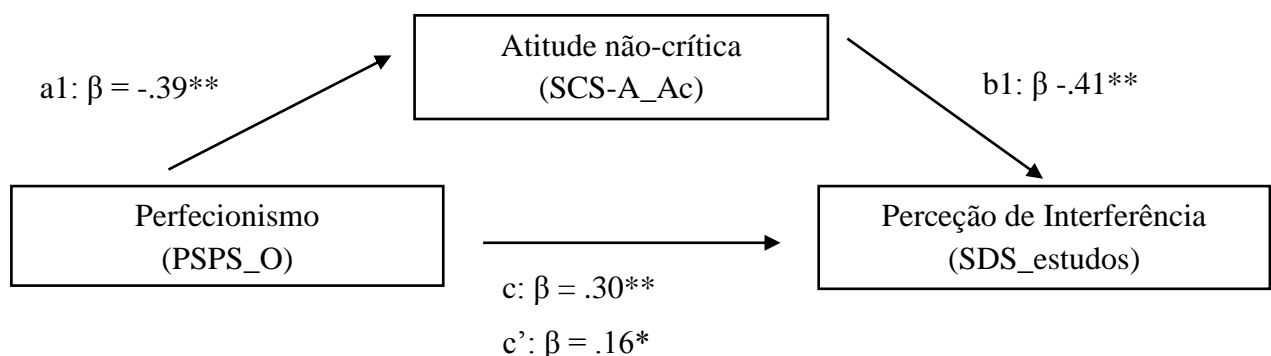 Atitude não-crítica
(SCS-A_Ac)
a1: β = -.39**
b1: β -.41**
Perfecionismo
(PSPS_O)
Perceção de Interferência
(SDS_estudos)
c: β = .30**
c’: β = .16*